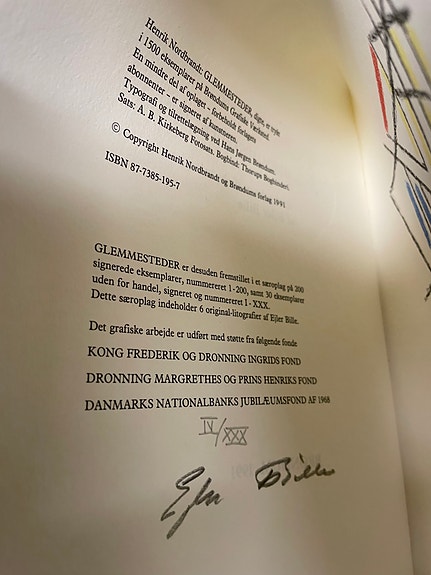 Henrik Nordbrandt: GLEMMESTEDER, digte, er trykt
i 1500 eksemplarer på Brøndums Grafiske Værksted.
En mindre del af oplaget - forbeholdt forlagets
abonnenter - er signeret af kunstneren.
Typografi og tilrettelægning ved Hans Jørgen Brøndum.
Sats: A. B. Kirkeberg Fotosats. Bogbind: Thorups Bogbinderi.
© Copyright Henrik Nordbrandt og Brøndums forlag 1991
ISBN 87-7385-195-7
GLEMMESTEDER er desuden fremstillet i et særoplag på 200
signerede eksemplarer, nummereret 1 - 200, samt 30 eksemplarer
uden for handel, signeret og nummereret I - XXX.
Dette særoplag indeholder 6 original-litografier af Ejler Bille.
Det grafiske arbejde er udført med støtte fra følgende fonde
KONG FREDERIK OG DRONNING INGRIDS FOND
DRONNING MARGRETHES OG PRINS HENRIKS FOND
DANMARKS NATIONALBANKS JUBILÆUMSFOND AF 1968
IV/XXX
Ejler Bille